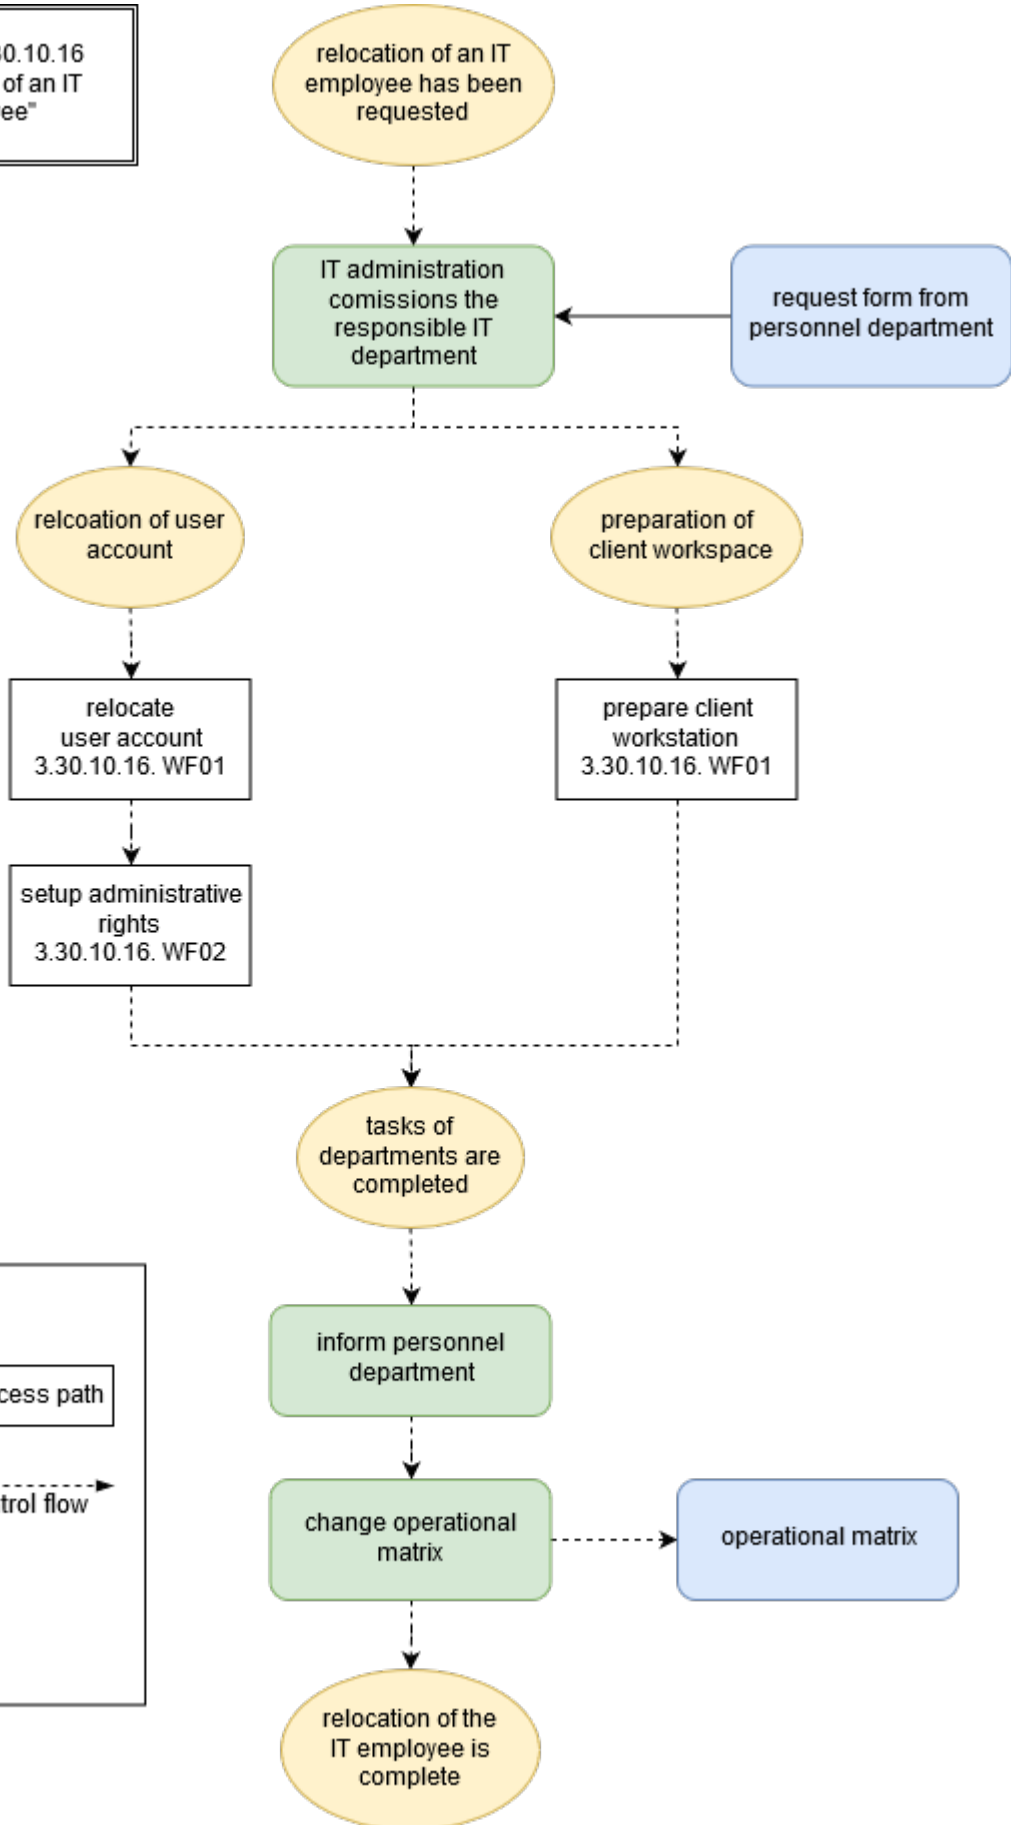 0.10.16
of an IT
ee"
relocation of an IT
employee has been
requested
IT administration
comissions the
responsible IT
department
request form from
personnel department
relcoation of user
account
preparation of
client workspace
relocate
user account
3.30.10.16. WF01
prepare client
workstation
3.30.10.16. WF01
setup administrative
rights
3.30.10.16. WF02
tasks of
departments are
completed
inform personnel
department
cess path
trol flow
change operational
matrix
operational matrix
relocation of the
IT employee is
complete